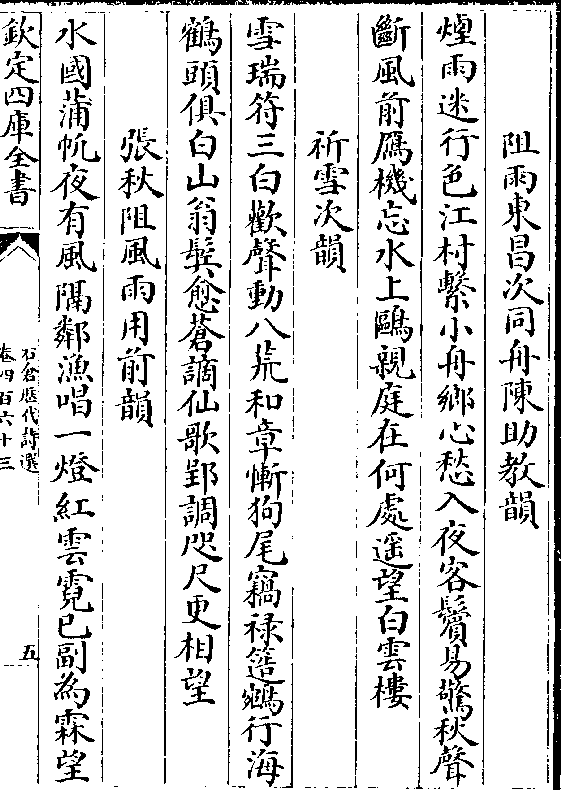 阻雨東昌次同舟陳助教韻
煙雨迷行色江村繫小舟鄉心愁入夜客鬢易驚秋聲
斷風前鴈機忘水上鷗親庭在何處遥望白雲樓
祈雪次韻
雪瑞符三白歡聲動八荒和章慚狗尾竊禄簉鵷行海
鶴頭俱白山翁鬢愈蒼謫仙歌郢調咫尺更相望
張秋阻風雨用前韻
水國蒲帆夜有風隔鄰漁唱一燈紅雲霓已副為霖望
欽定四庫全書
石倉歷代詩選
卷四百六十三
五